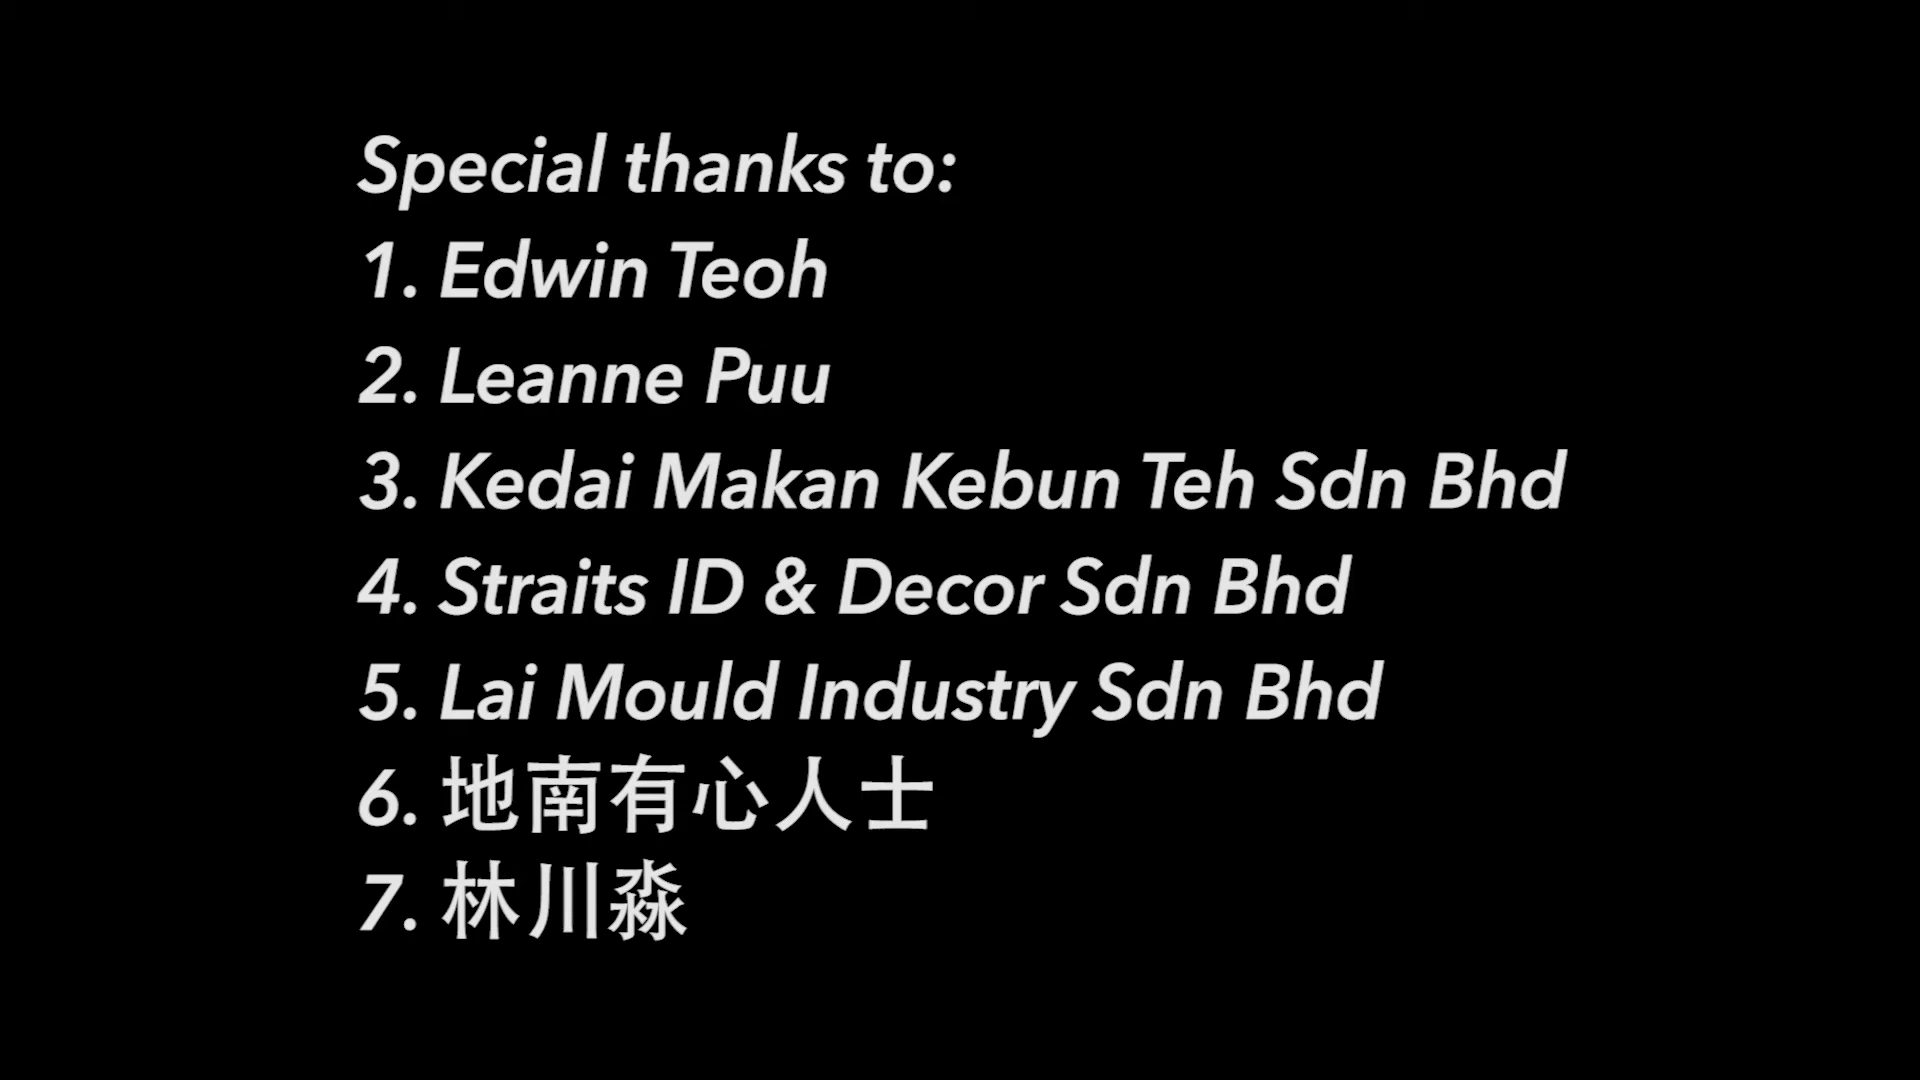 Special thanks to:
1. Edwin Teoh
2. Leanne Puu
3. Kedai Makan Kebun Teh Sdn Bhd
4. Straits ID & Decor Sdn Bhd
5. Lai Mould Industry Sdn Bhd
6. 地南有心人士
7. 林川淼